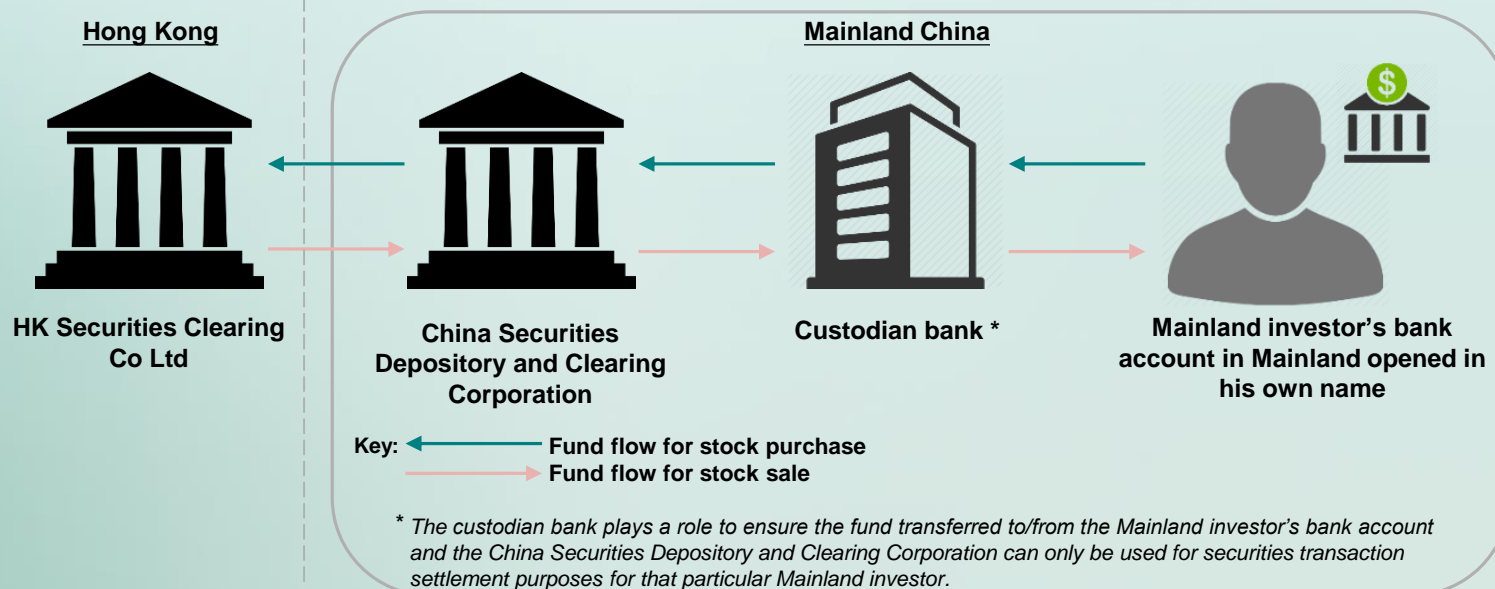 Hong Kong
Mainland China
$
HK Securities Clearing
Co Ltd
China Securities
Depository and Clearing
Corporation
Custodian bank *
Mainland investor’s bank
account in Mainland opened in
his own name
Key:
Fund flow for stock purchase
Fund flow for stock sale
* The custodian bank plays a role to ensure the fund transferred to/from the Mainland investor’s bank account
and the China Securities Depository and Clearing Corporation can only be used for securities transaction
settlement purposes for that particular Mainland investor.